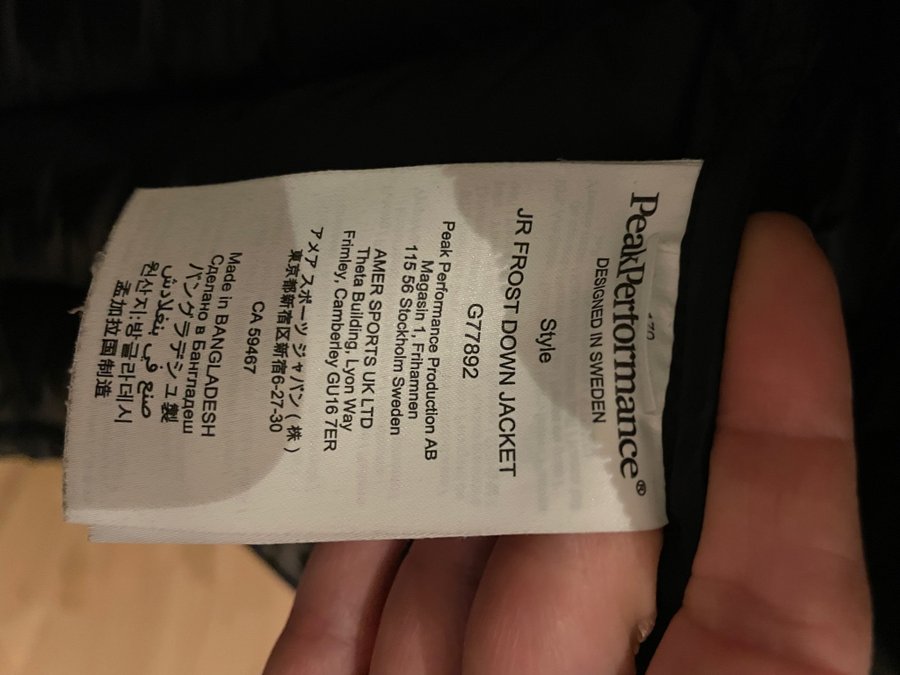 PeakPerformance®
DESIGNED IN SWEDEN
Style
JR FROST DOWN JACKET
G77892
Peak Performance Production AB
Magasin 1, Frihamnen
115 56 Stockholm Sweden
AMER SPORTS UK LTD
Theta Building, Lyon Way
Frimley, Camberley GU16 7ER
アメアスポーツ ジャパン(株)
東京都新宿区新宿6-27-30
CA 59467
Made in BANGLADESH
Сделано в Бангладеш
バングラデシュ製
صنع في بنغلادش
원산지:방글라데시
孟加拉国制造